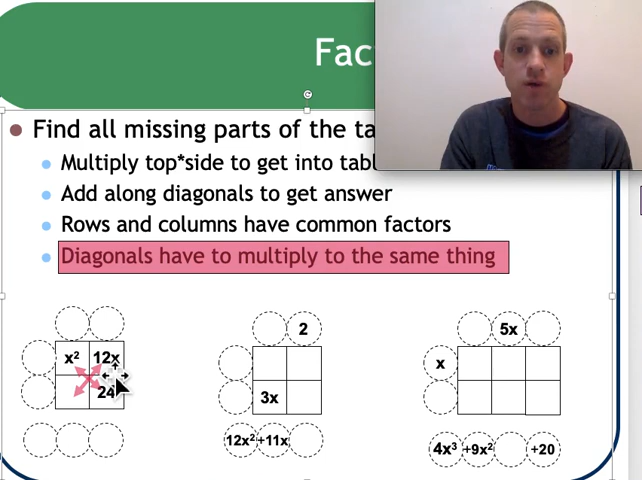 Fac
Find all missing parts of the ta
Multiply top*side to get into tabl
Add along diagonals to get answer
Rows and columns have common factors
Diagonals have to multiply to the same thing
x² 12x
24
2
3x
12x² +11x
5x
x
4x³ +9x² +20